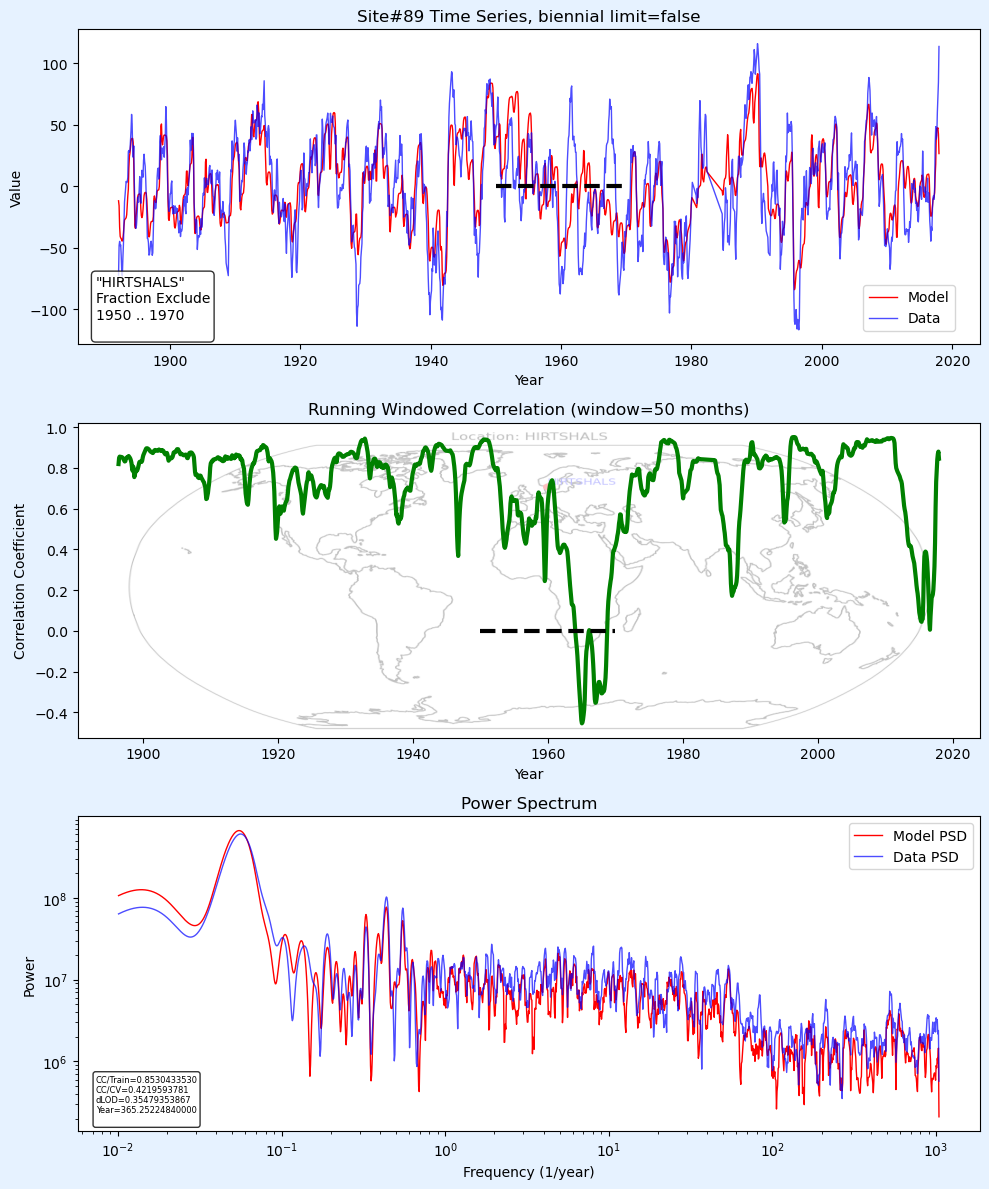 Site#89 Time Series, biennial limit=false
100
50
0
−50
−100
Value
"HIRTSHALS"
Fraction Exclude
1950 .. 1970
Model
Data
1900
1920
1940
1960
1980
2000
2020
Year
Running Windowed Correlation (window=50 months)
Location: HIRTSHALS
HIRTSHALS
1.0
0.8
0.6
0.4
0.2
0.0
−0.2
−0.4
Correlation Coefficient
1900
1920
1940
1960
1980
2000
2020
Year
Power Spectrum
Model PSD
Data PSD
10⁸
10⁷
10⁶
Power
CC/Train=0.8530433530
CC/CV=0.4219593781
dLOD=0.35479353867
Year=365.25224840000
10⁻²
10⁻¹
10⁰
10¹
10²
10³
Frequency (1/year)